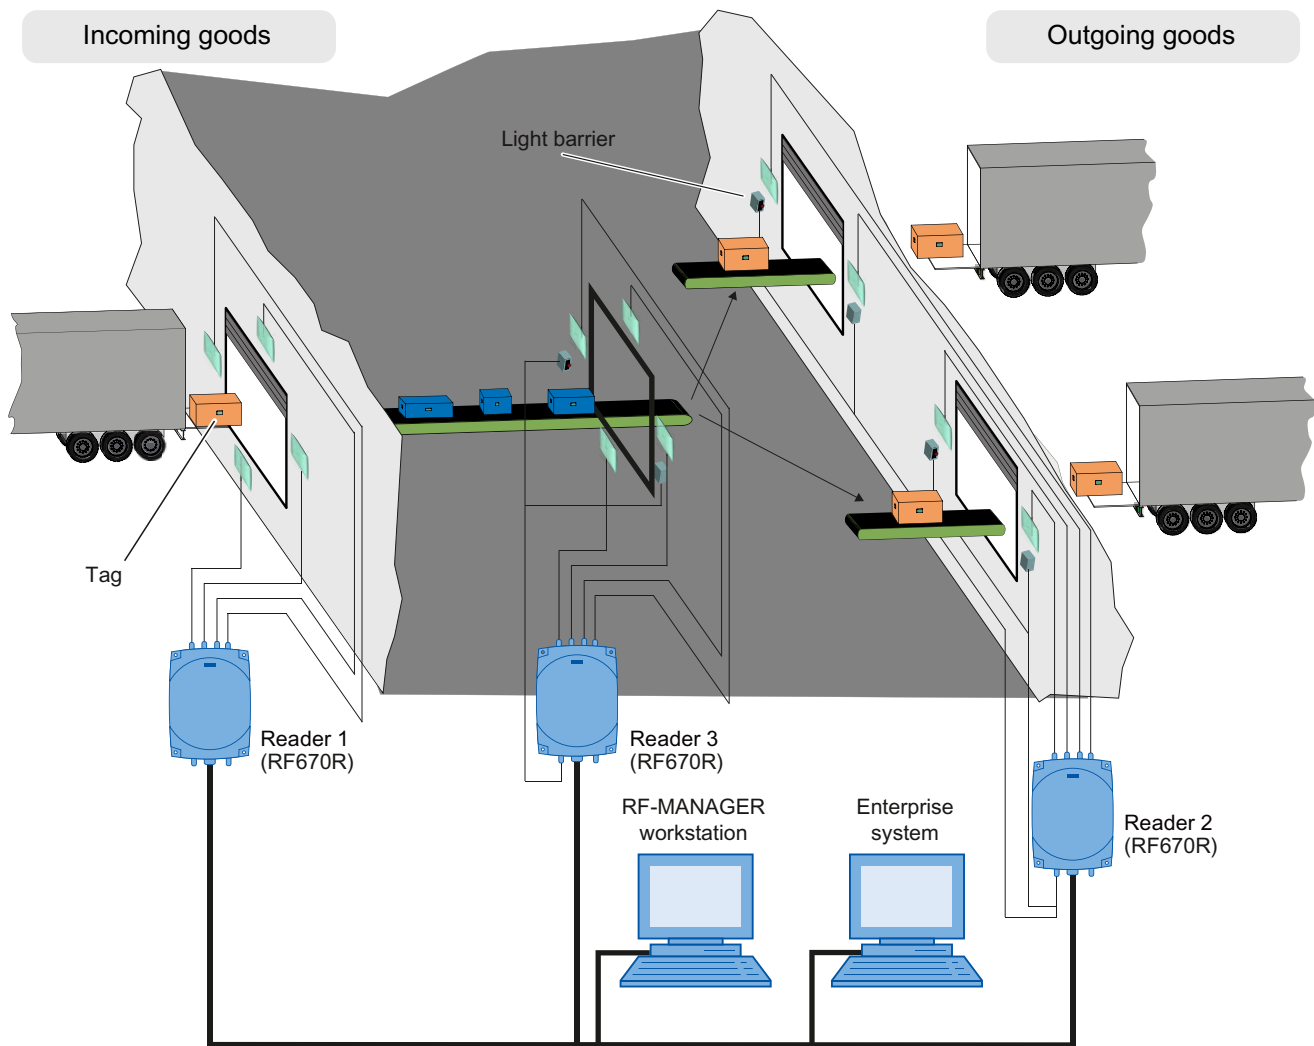 Incoming goods
Outgoing goods
Light barrier
Tag
Reader 1
(RF670R)
Reader 3
(RF670R)
RF-MANAGER
workstation
Enterprise
system
Reader 2
(RF670R)